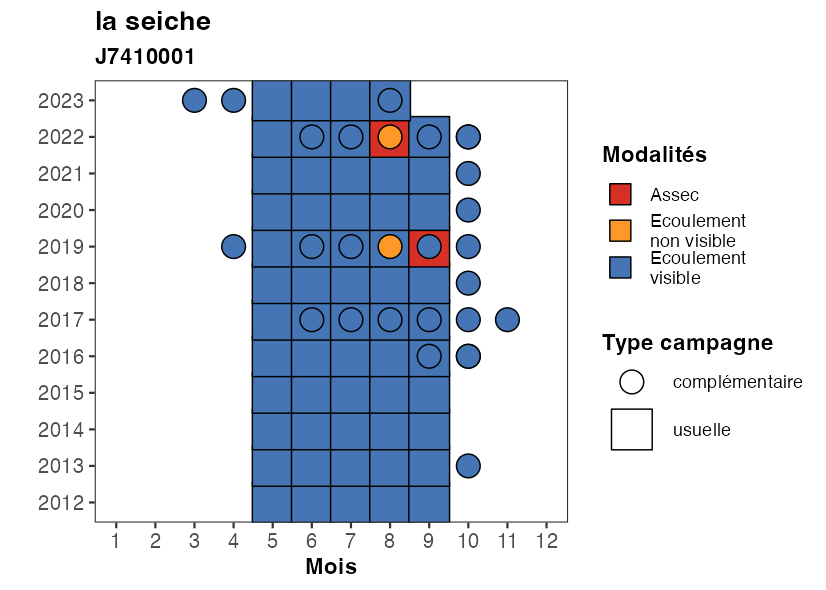 la seiche
J7410001
2023
2022
2021
2020
2019
2018
2017
2016
2015
2014
2013
2012
1 2 3 4 5 6 7 8 9 10 11 12
Mois
Modalités
Assec
Ecoulement
non visible
Ecoulement
visible
Type campagne
complémentaire
usuelle